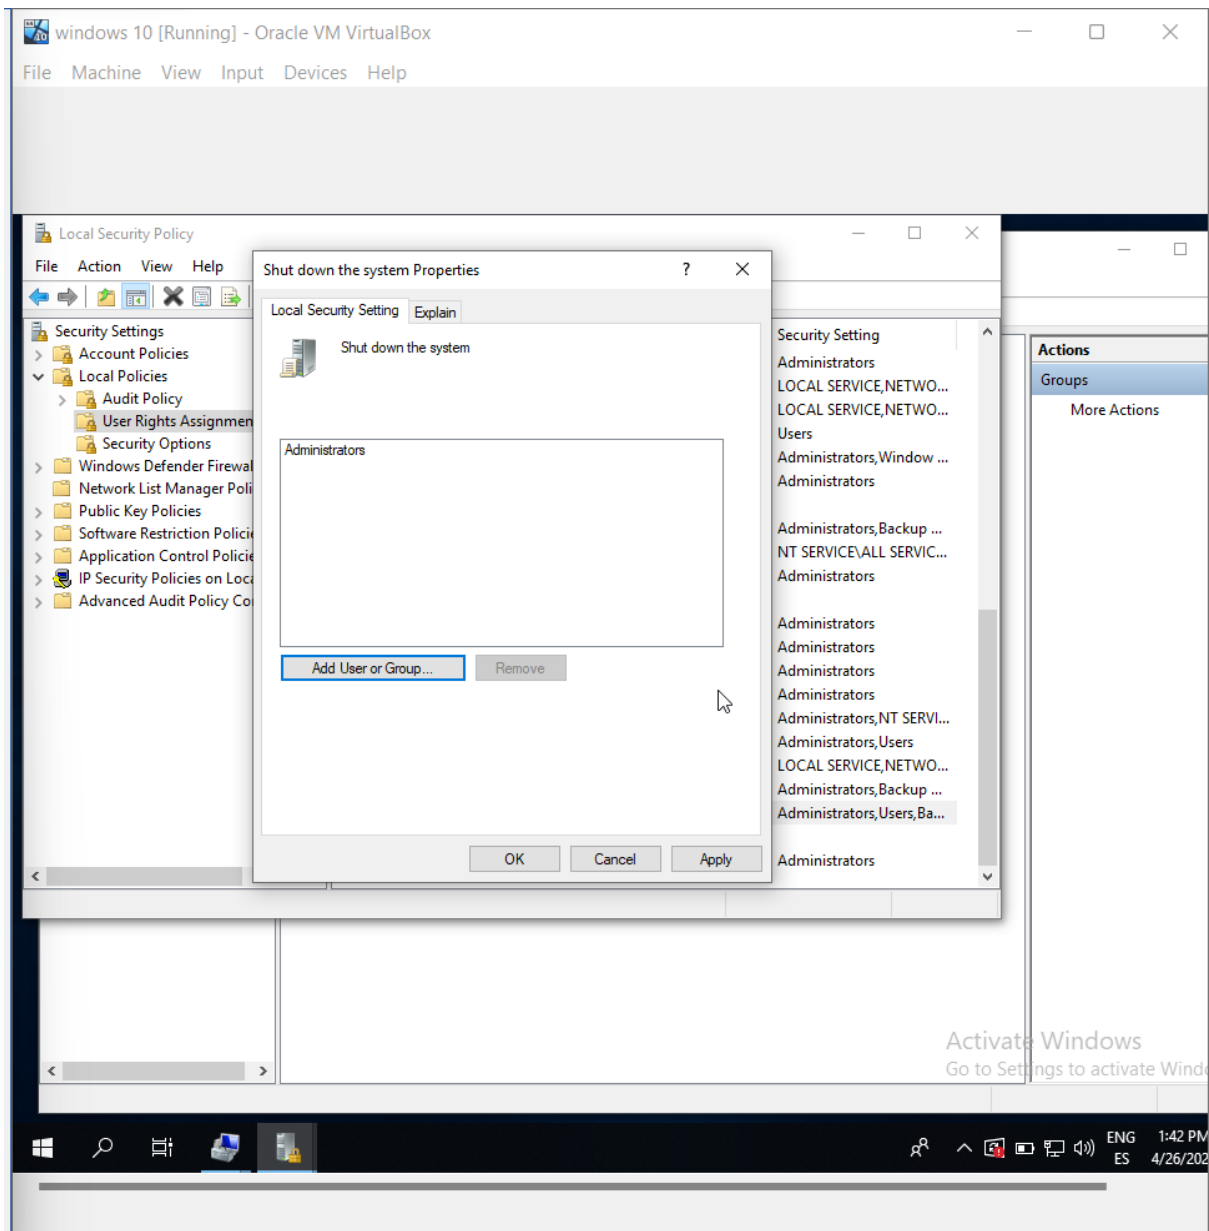 windows 10 [Running] - Oracle VM VirtualBox
File Machine View Input Devices Help
Local Security Policy
File Action View Help
Shut down the system Properties
? 
Local Security Setting Explain
Shut down the system
Administrators
Add User or Group... Remove
OK Cancel Apply
Security Settings
Account Policies
Local Policies
Audit Policy
User Rights Assignmen
Security Options
Windows Defender Firewal
Network List Manager Poli
Public Key Policies
Software Restriction Policie
Application Control Policie
IP Security Policies on Loca
Advanced Audit Policy Co
Security Setting
Administrators
LOCAL SERVICE,NETWO...
LOCAL SERVICE,NETWO...
Users
Administrators,Window ...
Administrators
Administrators,Backup ...
NT SERVICE\ALL SERVIC...
Administrators
Administrators
Administrators
Administrators
Administrators
Administrators,NT SERVI...
Administrators,Users
LOCAL SERVICE,NETWO...
Administrators,Backup ...
Administrators,Users,Ba...
Administrators
Actions
Groups
More Actions
Activate Windows
Go to Settings to activate Wind
ENG 1:42 PM
ES 4/26/202